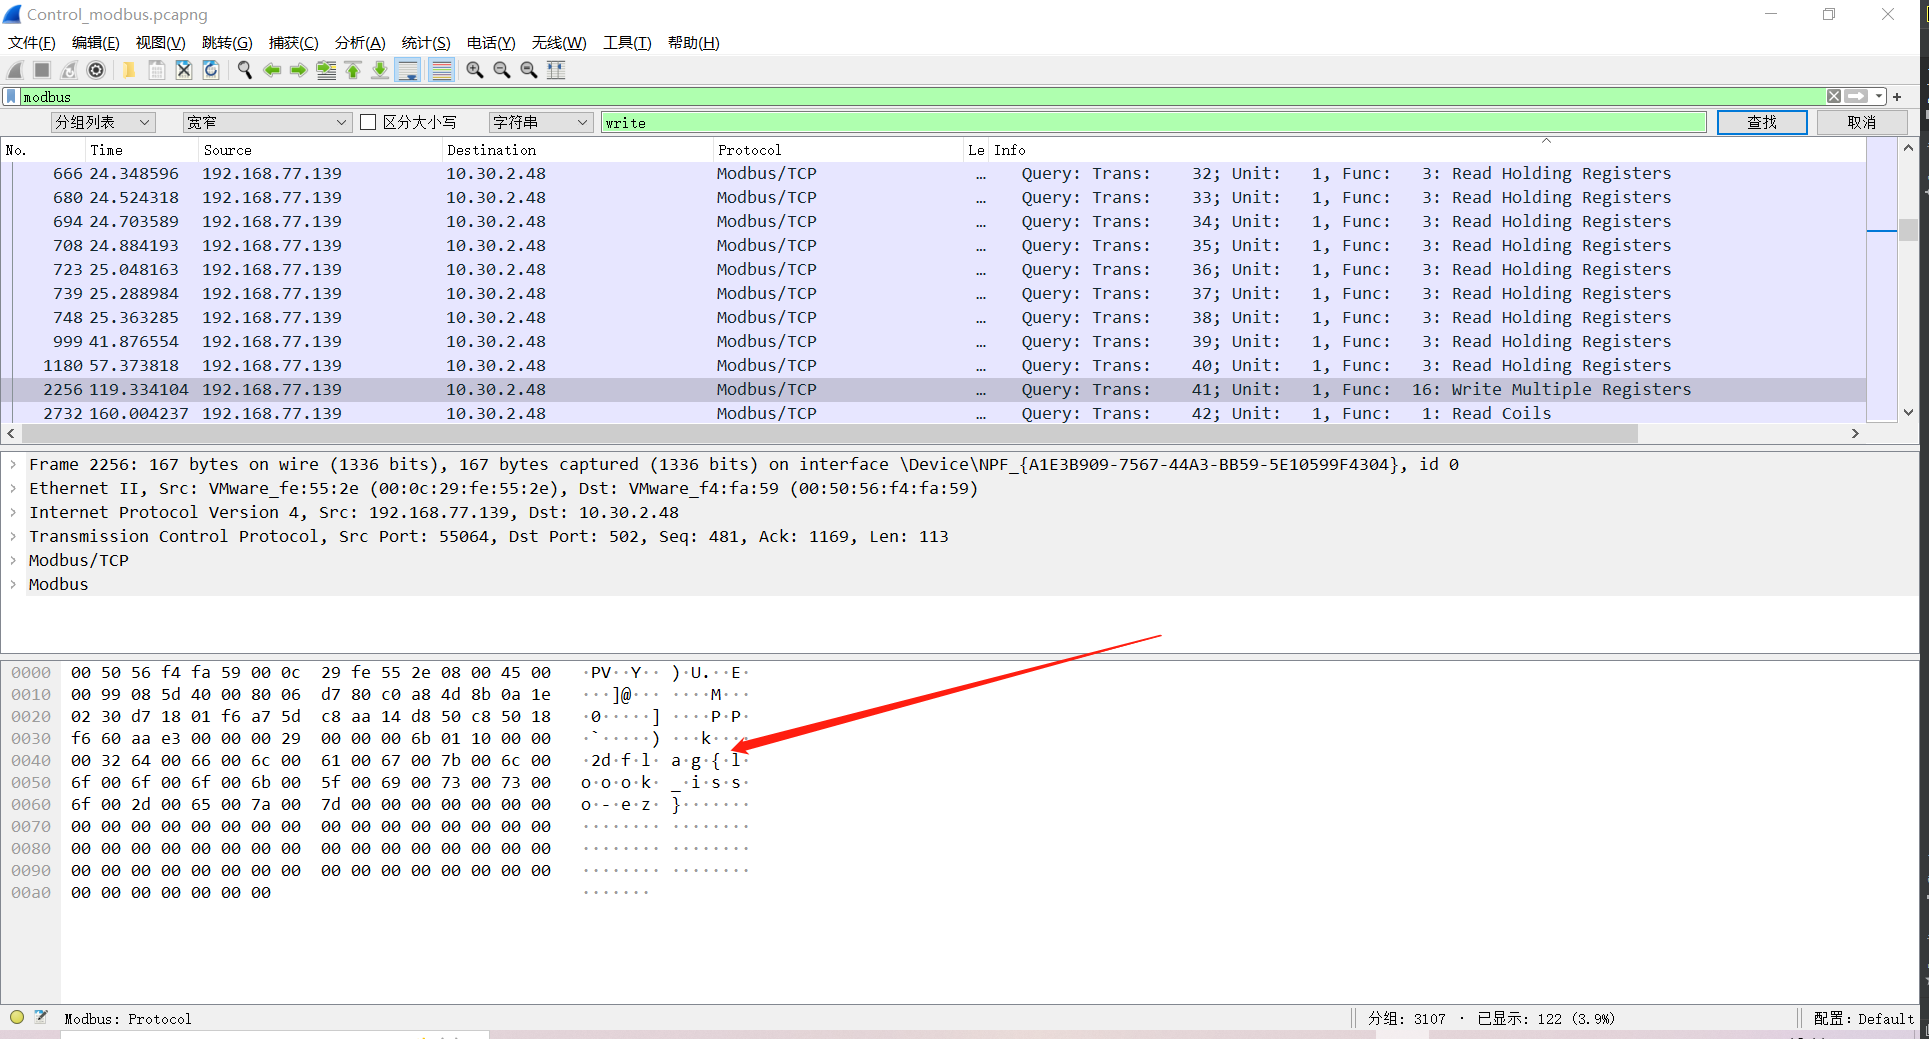 Control_modbus.pcapng
文件(F) 编辑(E) 视图(V) 跳转(G) 捕获(C) 分析(A) 统计(S) 电话(Y) 无线(W) 工具(T) 帮助(H)
modbus
分组列表 宽窄 区分大小写 字符串 write 查找 取消
No. Time Source Destination Protocol Le Info
666 24.348596 192.168.77.139 10.30.2.48 Modbus/TCP … Query: Trans: 32; Unit: 1, Func: 3: Read Holding Registers
680 24.524318 192.168.77.139 10.30.2.48 Modbus/TCP … Query: Trans: 33; Unit: 1, Func: 3: Read Holding Registers
694 24.703589 192.168.77.139 10.30.2.48 Modbus/TCP … Query: Trans: 34; Unit: 1, Func: 3: Read Holding Registers
708 24.884193 192.168.77.139 10.30.2.48 Modbus/TCP … Query: Trans: 35; Unit: 1, Func: 3: Read Holding Registers
723 25.048163 192.168.77.139 10.30.2.48 Modbus/TCP … Query: Trans: 36; Unit: 1, Func: 3: Read Holding Registers
739 25.288984 192.168.77.139 10.30.2.48 Modbus/TCP … Query: Trans: 37; Unit: 1, Func: 3: Read Holding Registers
748 25.363285 192.168.77.139 10.30.2.48 Modbus/TCP … Query: Trans: 38; Unit: 1, Func: 3: Read Holding Registers
999 41.876554 192.168.77.139 10.30.2.48 Modbus/TCP … Query: Trans: 39; Unit: 1, Func: 3: Read Holding Registers
1180 57.373818 192.168.77.139 10.30.2.48 Modbus/TCP … Query: Trans: 40; Unit: 1, Func: 3: Read Holding Registers
2256 119.334104 192.168.77.139 10.30.2.48 Modbus/TCP … Query: Trans: 41; Unit: 1, Func: 16: Write Multiple Registers
2732 160.004237 192.168.77.139 10.30.2.48 Modbus/TCP … Query: Trans: 42; Unit: 1, Func: 1: Read Coils
Frame 2256: 167 bytes on wire (1336 bits), 167 bytes captured (1336 bits) on interface \Device\NPF_{A1E3B909-7567-44A3-BB59-5E10599F4304}, id 0
Ethernet II, Src: VMware_fe:55:2e (00:0c:29:fe:55:2e), Dst: VMware_f4:fa:59 (00:50:56:f4:fa:59)
Internet Protocol Version 4, Src: 192.168.77.139, Dst: 10.30.2.48
Transmission Control Protocol, Src Port: 55064, Dst Port: 502, Seq: 481, Ack: 1169, Len: 113
Modbus/TCP
Modbus
0000 00 50 56 f4 fa 59 00 0c 29 fe 55 2e 08 00 45 00 ·PV··Y·· )·U.··E·
0010 00 99 08 5d 40 00 80 06 d7 80 c0 a8 4d 8b 0a 1e ···]@··· ····M···
0020 02 30 d7 18 01 f6 a7 5d c8 aa 14 d8 50 c8 50 18 ·0·····] ····P·P·
0030 f6 60 aa e3 00 00 00 29 00 00 00 6b 01 10 00 00 ·`·····) ···k····
0040 00 32 64 00 66 00 6c 00 61 00 67 00 7b 00 6c 00 ·2d·f·l· a·g·{·l·
0050 6f 00 6f 00 6f 00 6b 00 5f 00 69 00 73 00 73 00 o·o·o·k· _·i·s·s·
0060 6f 00 2d 00 65 00 7a 00 7d 00 00 00 00 00 00 00 o·-·e·z· }·······
0070 00 00 00 00 00 00 00 00 00 00 00 00 00 00 00 00 ········ ········
0080 00 00 00 00 00 00 00 00 00 00 00 00 00 00 00 00 ········ ········
0090 00 00 00 00 00 00 00 00 00 00 00 00 00 00 00 00 ········ ········
00a0 00 00 00 00 00 00 00 ·······
Modbus: Protocol 分组: 3107 · 已显示: 122 (3.9%) 配置: Default